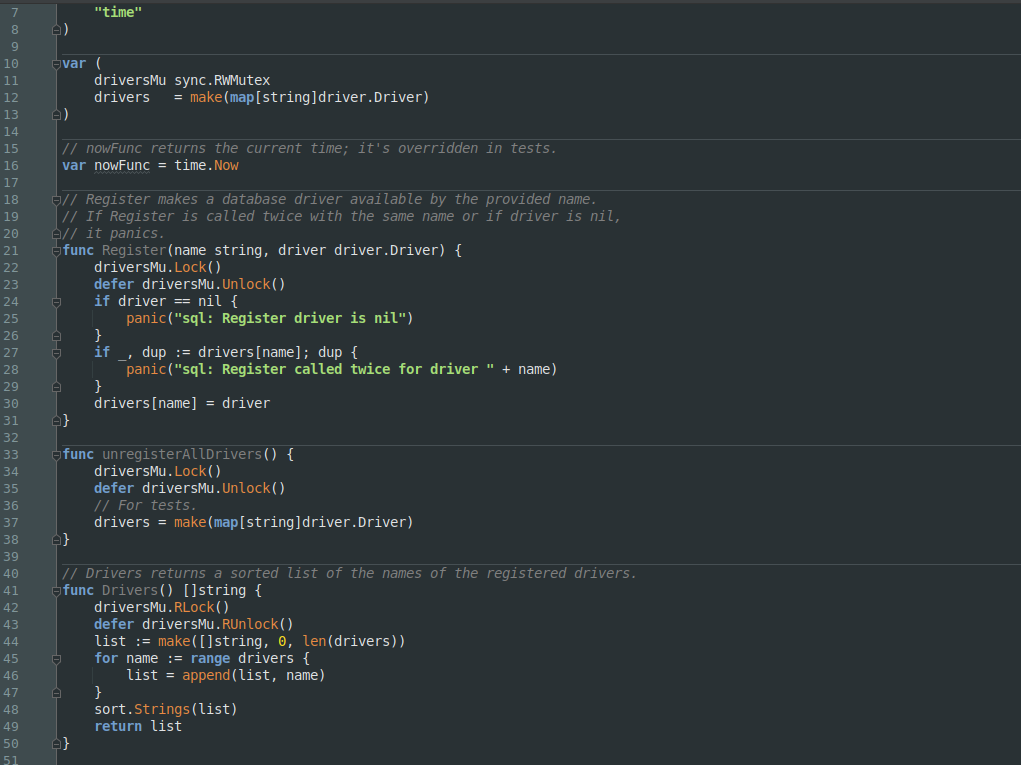 7 "time"
8 )
9
10 var (
11 driversMu sync.RWMutex
12 drivers   = make(map[string]driver.Driver)
13 )
14
15 // nowFunc returns the current time; it's overridden in tests.
16 var nowFunc = time.Now
17
18 // Register makes a database driver available by the provided name.
19 // If Register is called twice with the same name or if driver is nil,
20 // it panics.
21 func Register(name string, driver driver.Driver) {
22 driversMu.Lock()
23 defer driversMu.Unlock()
24 if driver == nil {
25 panic("sql: Register driver is nil")
26 }
27 if _, dup := drivers[name]; dup {
28 panic("sql: Register called twice for driver " + name)
29 }
30 drivers[name] = driver
31 }
32
33 func unregisterAllDrivers() {
34 driversMu.Lock()
35 defer driversMu.Unlock()
36 // For tests.
37 drivers = make(map[string]driver.Driver)
38 }
39
40 // Drivers returns a sorted list of the names of the registered drivers.
41 func Drivers() []string {
42 driversMu.RLock()
43 defer driversMu.RUnlock()
44 list := make([]string, 0, len(drivers))
45 for name := range drivers {
46 list = append(list, name)
47 }
48 sort.Strings(list)
49 return list
50 }
51